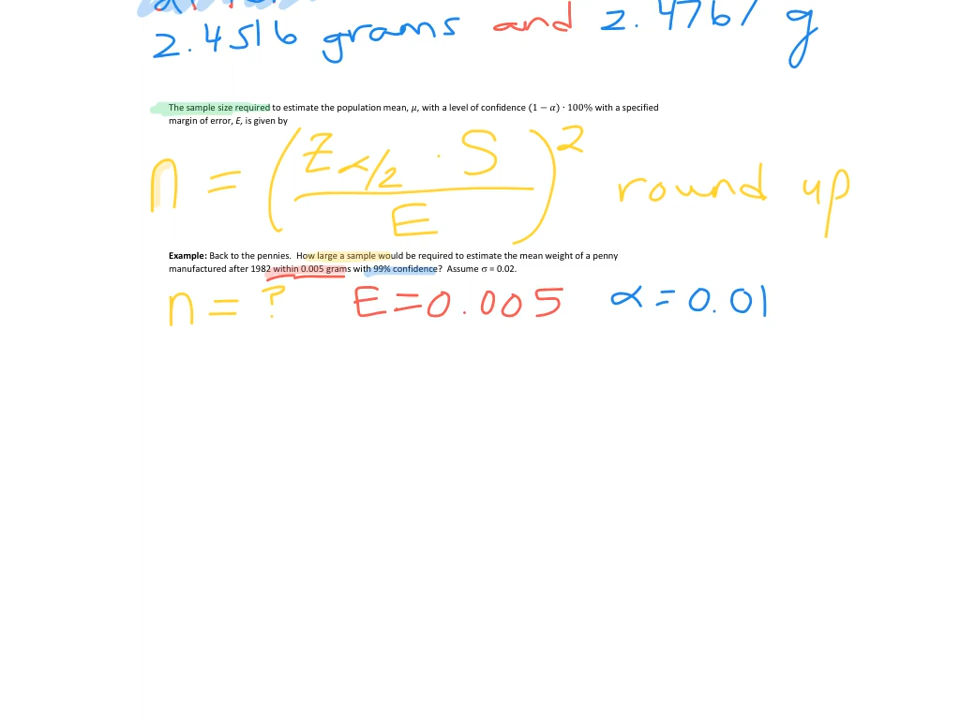 2.4516 grams and 2.4767 g
The sample size required to estimate the population mean, μ, with a level of confidence (1 − α) · 100% with a specified
margin of error, E, is given by
n = (Z α/2 · S / E)² round up
Example: Back to the pennies. How large a sample would be required to estimate the mean weight of a penny
manufactured after 1982 within 0.005 grams with 99% confidence? Assume σ = 0.02.
n = ? E = 0.005 α = 0.01